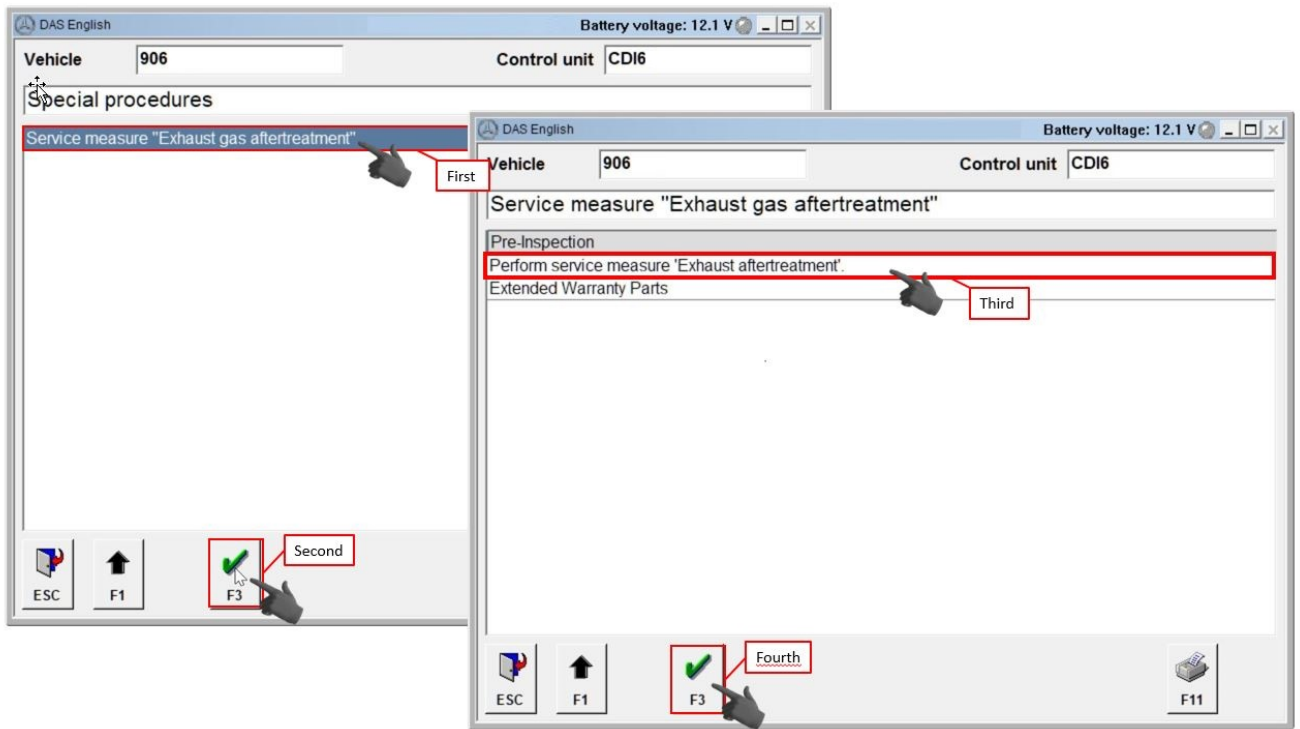 DAS English
Battery voltage: 12.1 V
Vehicle 906 Control unit CDI6
Special procedures
Service measure "Exhaust gas aftertreatment"
First
Second
ESC F1 F3
DAS English
Battery voltage: 12.1 V
Vehicle 906 Control unit CDI6
Service measure "Exhaust gas aftertreatment"
Pre-Inspection
Perform service measure 'Exhaust aftertreatment'.
Extended Warranty Parts
Third
Fourth
ESC F1 F3 F11